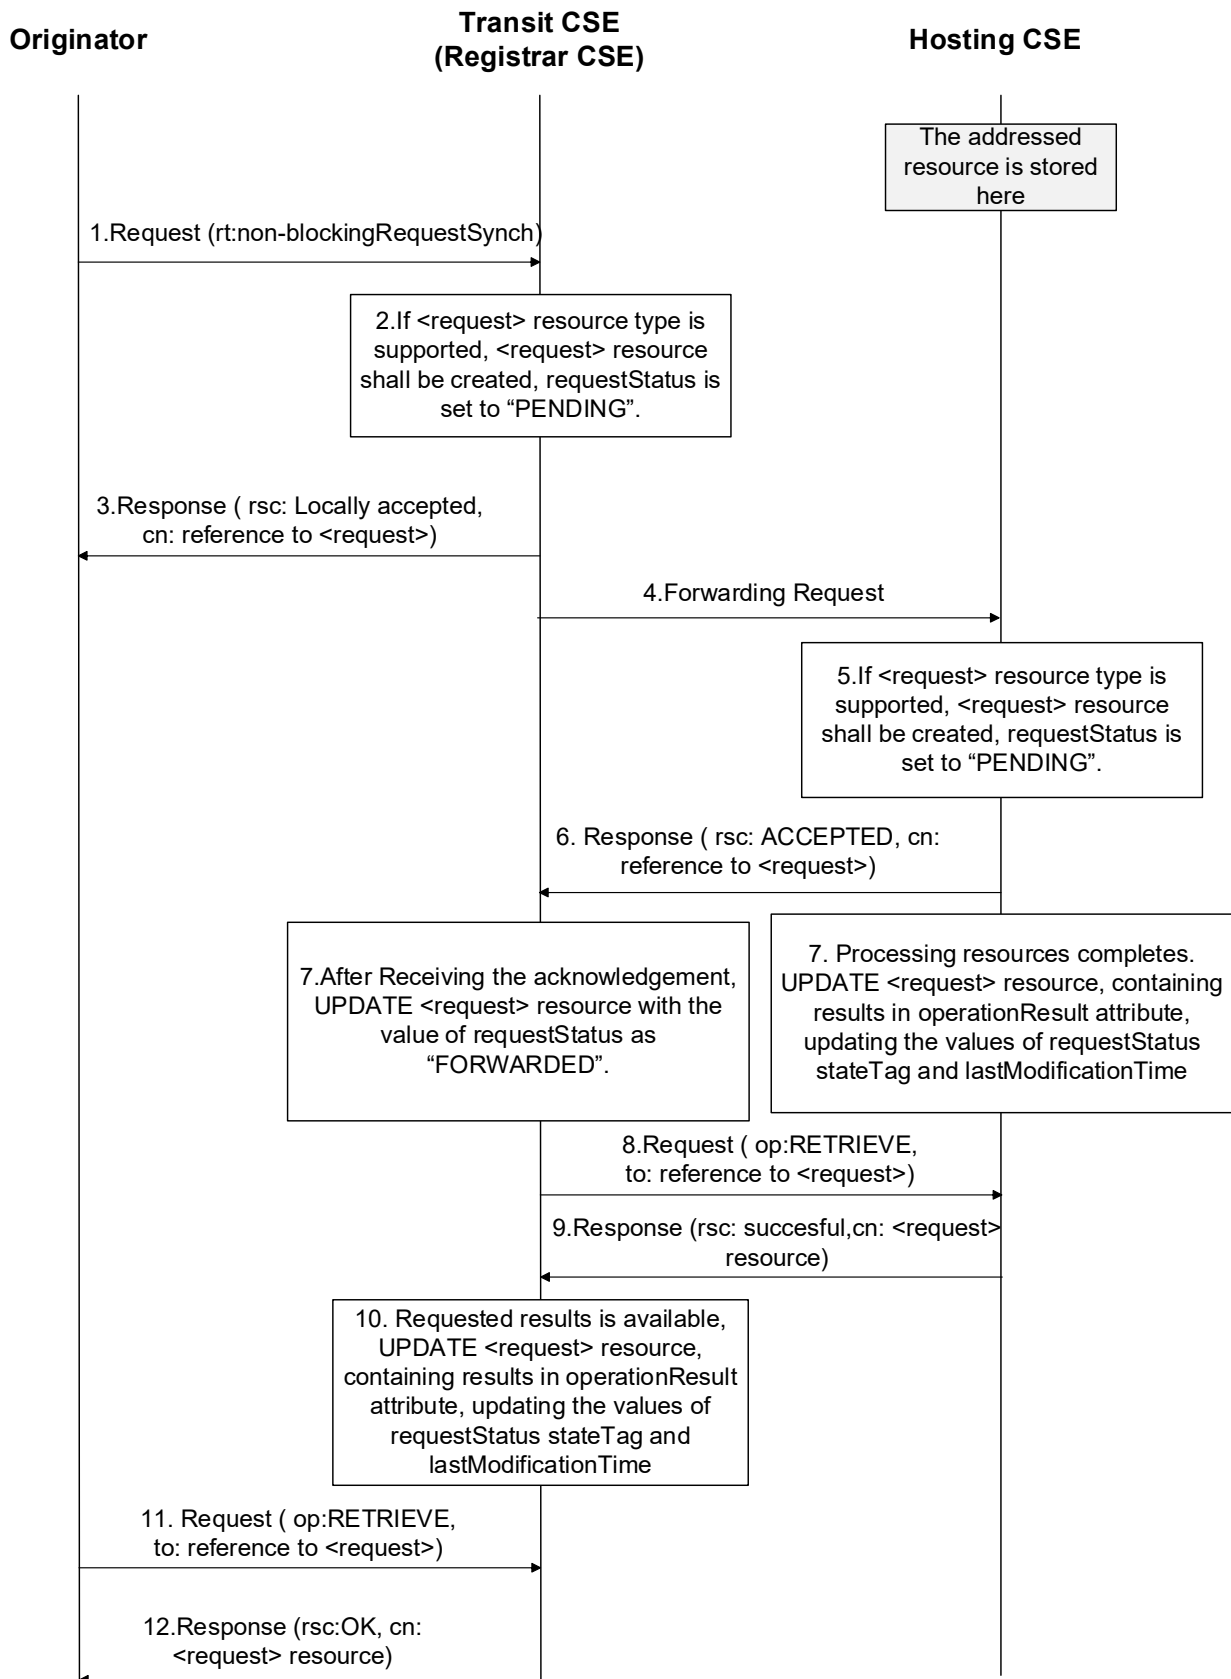 Originator
Transit CSE
(Registrar CSE)
Hosting CSE
The addressed
resource is stored
here
1.Request (rt:non-blockingRequestSynch)
2.If <request> resource type is
supported, <request> resource
shall be created, requestStatus is
set to “PENDING”.
3.Response ( rsc: Locally accepted,
cn: reference to <request>)
4.Forwarding Request
5.If <request> resource type is
supported, <request> resource
shall be created, requestStatus is
set to “PENDING”.
6. Response ( rsc: ACCEPTED, cn:
reference to <request>)
7.After Receiving the acknowledgement,
UPDATE <request> resource with the
value of requestStatus as
“FORWARDED”.
7. Processing resources completes.
UPDATE <request> resource, containing
results in operationResult attribute,
updating the values of requestStatus
stateTag and lastModificationTime
8.Request ( op:RETRIEVE,
to: reference to <request>)
9.Response (rsc: succesful,cn: <request>
resource)
10. Requested results is available,
UPDATE <request> resource,
containing results in operationResult
attribute, updating the values of
requestStatus stateTag and
lastModificationTime
11. Request ( op:RETRIEVE,
to: reference to <request>)
12.Response (rsc:OK, cn:
<request> resource)